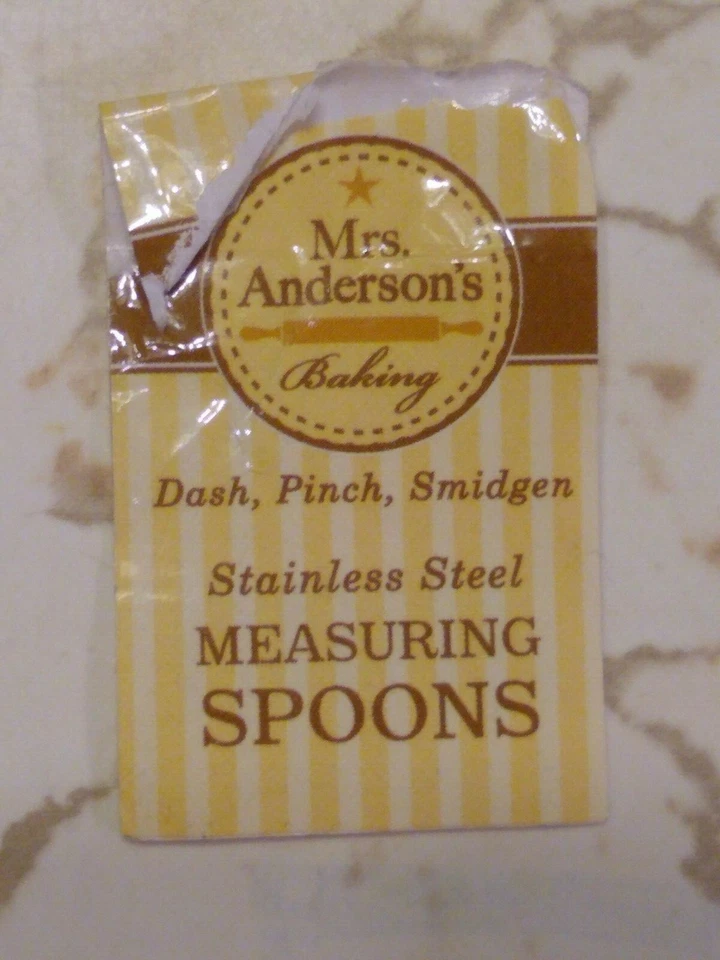 Mrs.
Anderson's
Baking
Dash, Pinch, Smidgen
Stainless Steel
MEASURING
SPOONS